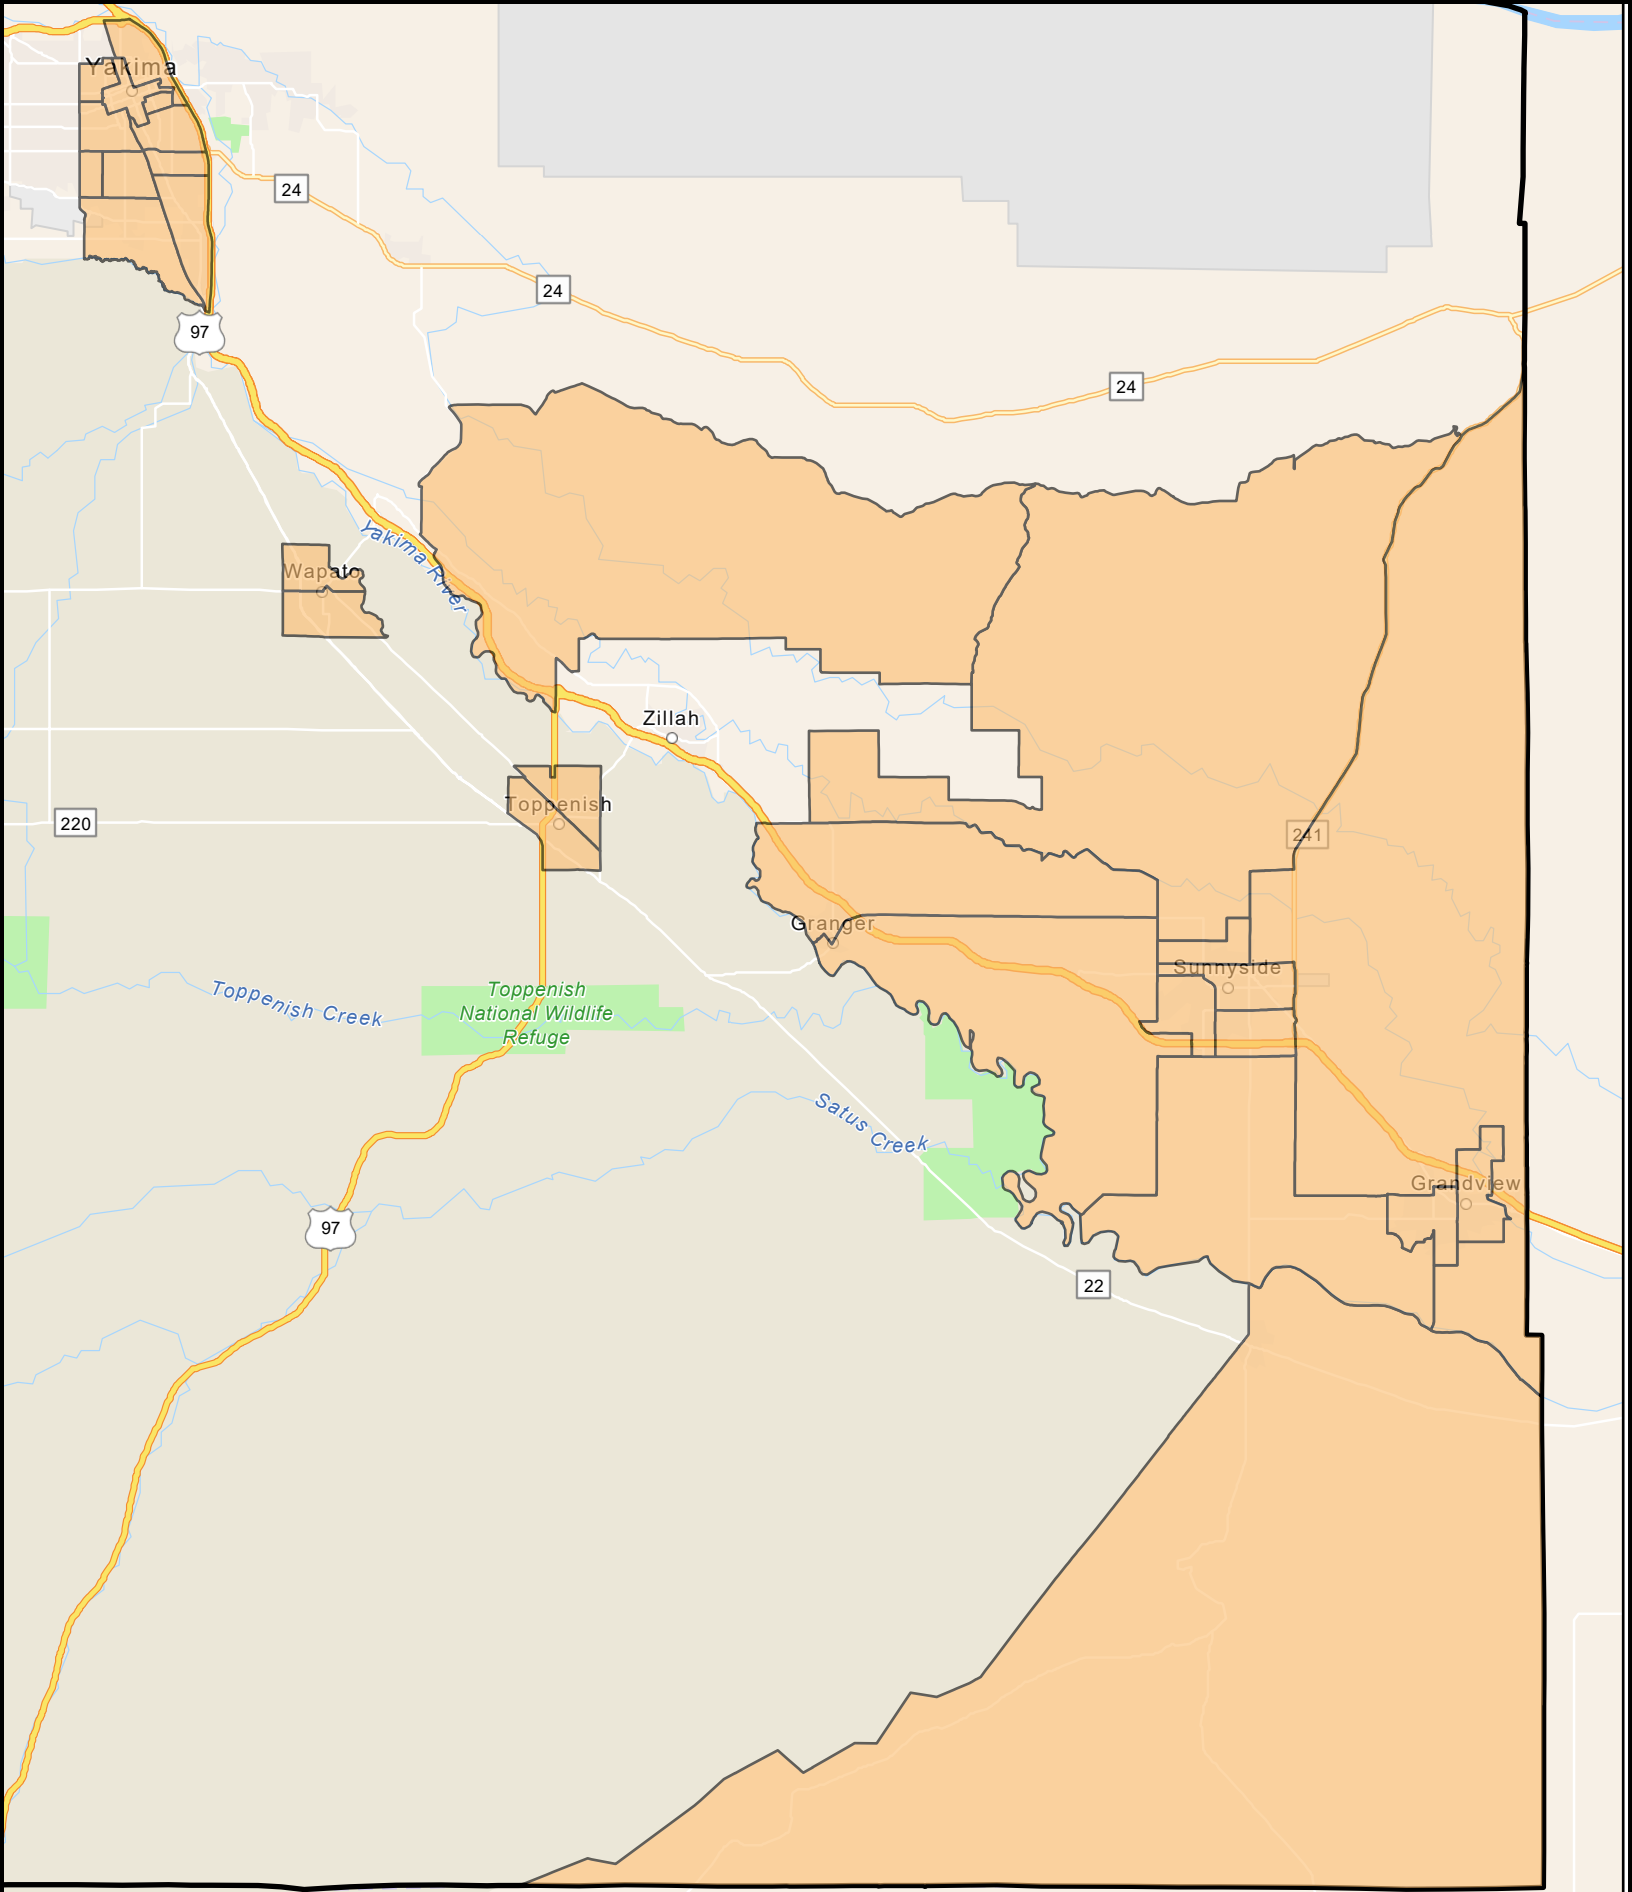 Yakima
24
24
97
24
Yakima River
Wapato
Zillah
Toppenish
220
241
Granger
Sunnyside
Toppenish Creek
Toppenish
National Wildlife
Refuge
Satus Creek
Grandview
97
22